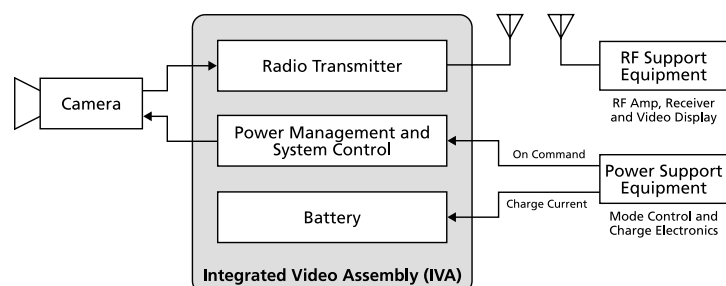 Radio Transmitter
RF Support
Equipment
Camera
RF Amp, Receiver
and Video Display
Power Management and
System Control
On Command
Power Support
Equipment
Battery
Charge Current
Mode Control and
Charge Electronics
Integrated Video Assembly (IVA)